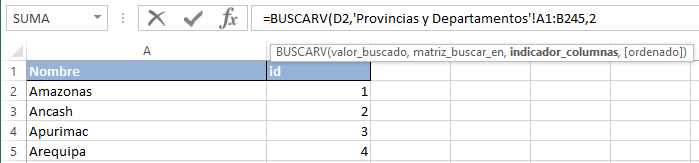 SUMA =BUSCARV(D2,'Provincias y Departamentos'!A1:B245,2
BUSCARV(valor_buscado, matriz_buscar_en, indicador_columnas, [ordenado])
A
1 Nombre id
2 Amazonas 1
3 Ancash 2
4 Apurimac 3
5 Arequipa 4